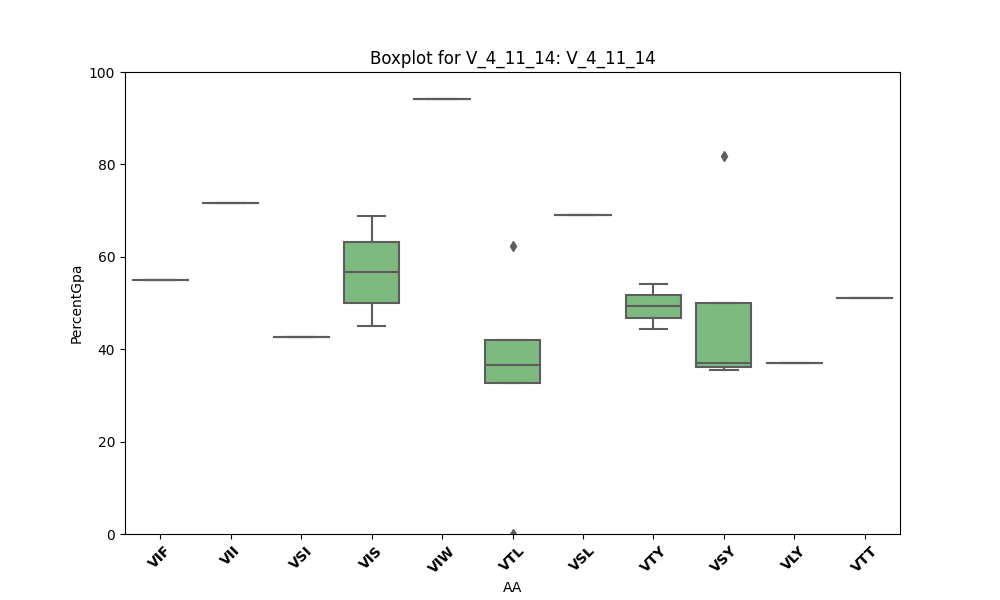 Boxplot for V_4_11_14: V_4_11_14
100
80
60
40
20
0
PercentGpa
VIF VII VSI VIS VIW VTL VSL VTY VSY VLY VTT
AA